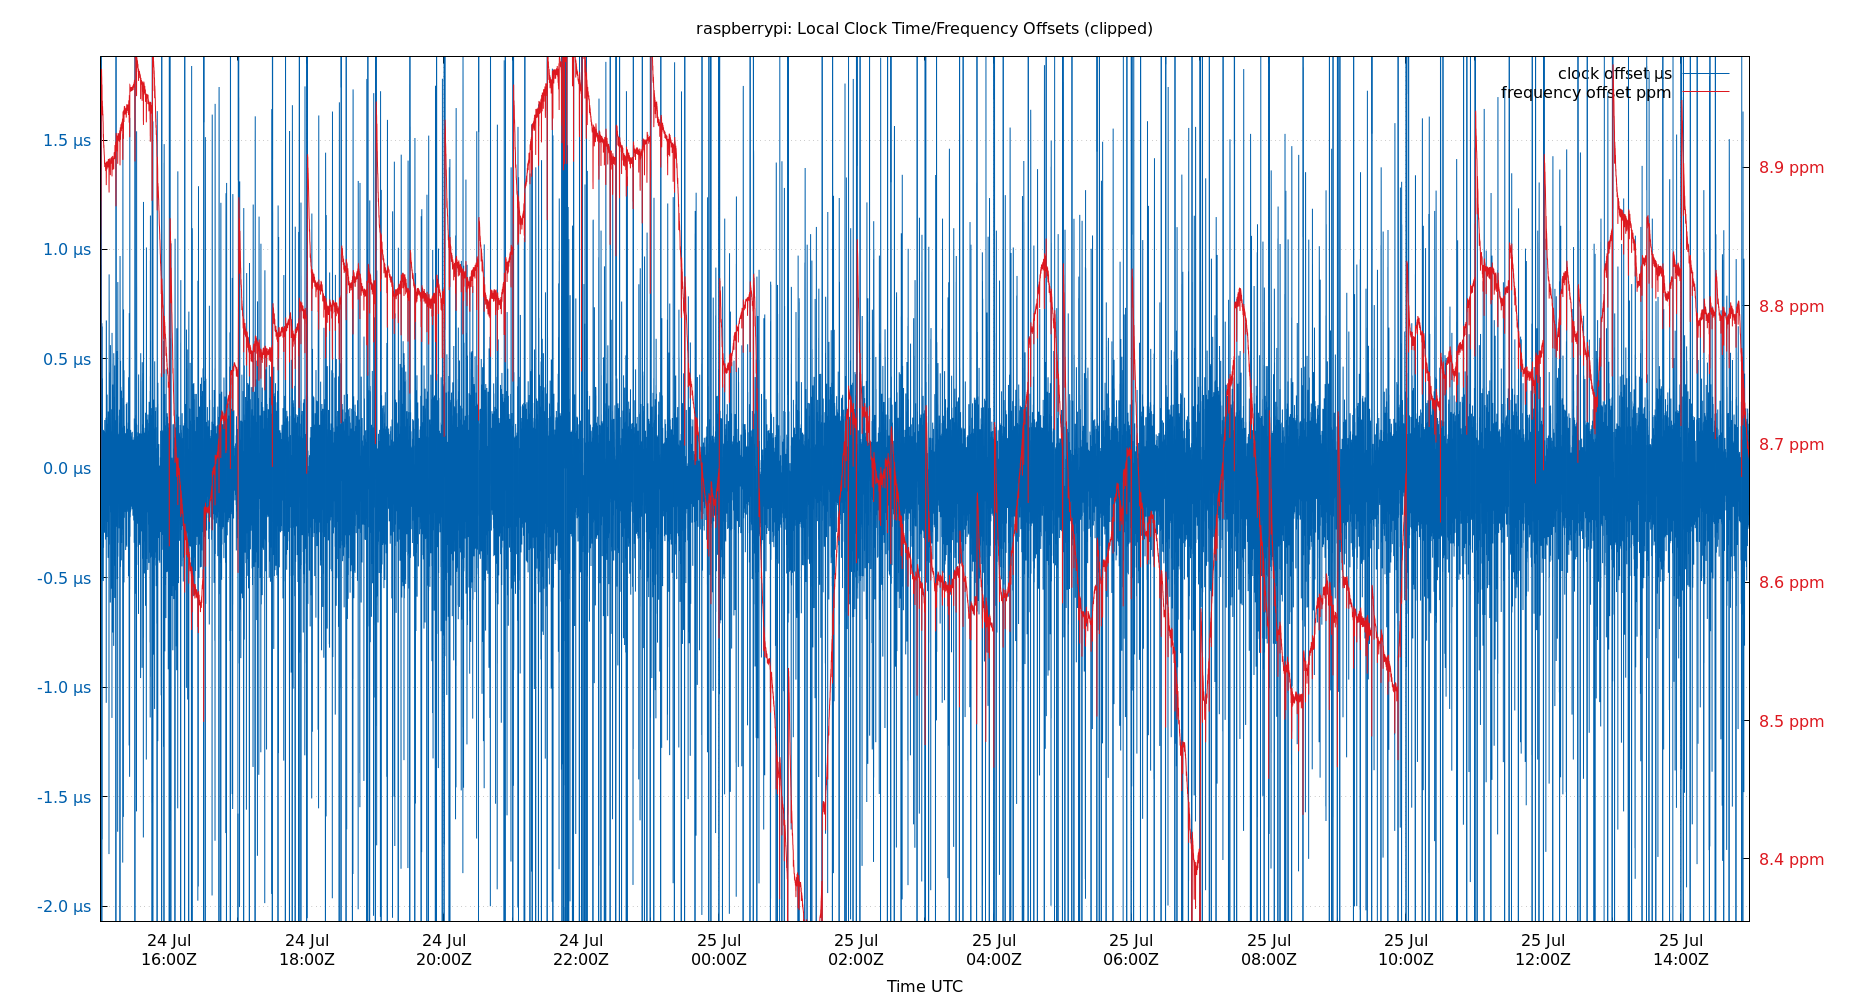 raspberrypi: Local Clock Time/Frequency Offsets (clipped)
clock offset µs
frequency offset ppm
1.5 µs
1.0 µs
0.5 µs
0.0 µs
-0.5 µs
-1.0 µs
-1.5 µs
-2.0 µs
8.9 ppm
8.8 ppm
8.7 ppm
8.6 ppm
8.5 ppm
8.4 ppm
24 Jul 24 Jul 24 Jul 24 Jul 25 Jul 25 Jul 25 Jul 25 Jul 25 Jul 25 Jul 25 Jul 25 Jul
16:00Z 18:00Z 20:00Z 22:00Z 00:00Z 02:00Z 04:00Z 06:00Z 08:00Z 10:00Z 12:00Z 14:00Z
Time UTC